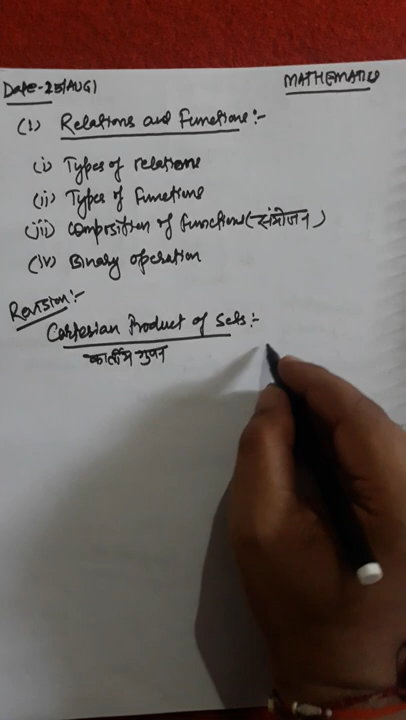 Date-25(AUG) MATHEMATICS
(1) Relations and Functions:-
(i) Types of relations
(ii) Types of Functions
(iii) Composition of Functions (संयोजन)
(iv) Binary operation
Revision:-
Cartesian Product of Sets:-
कार्तीय गुणन